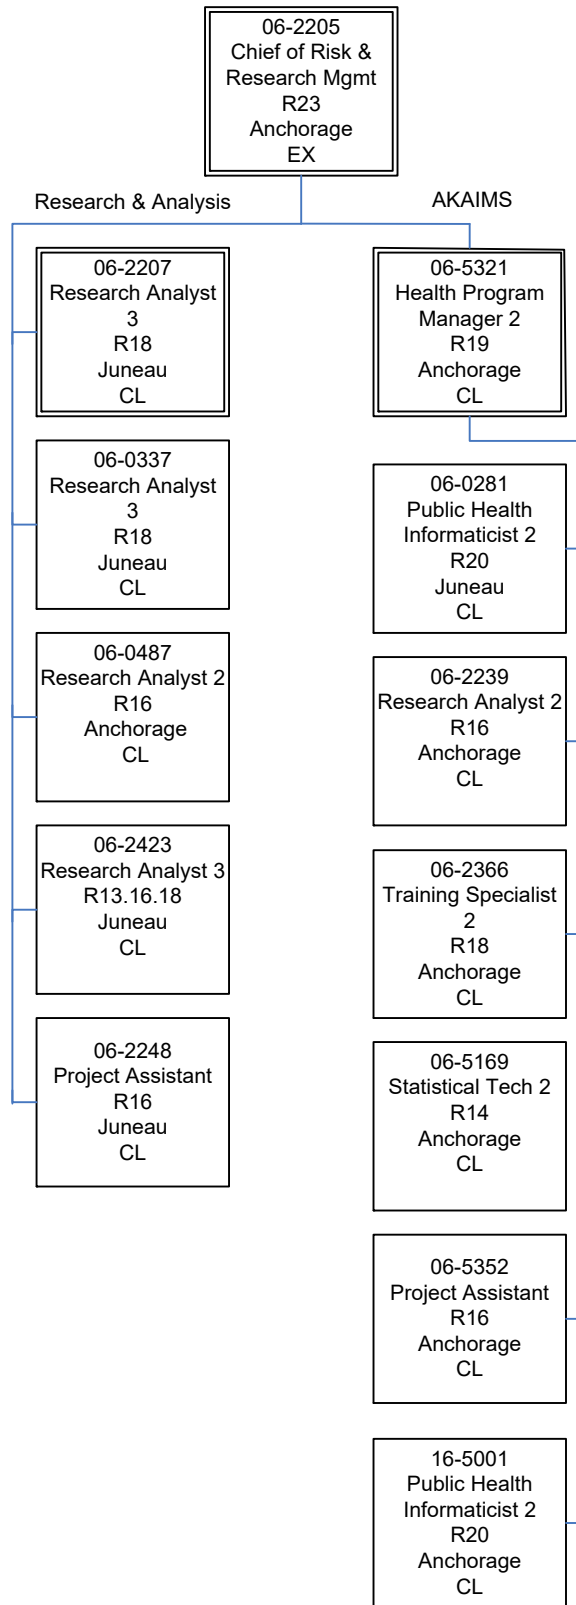 06-2205
Chief of Risk &
Research Mgmt
R23
Anchorage
EX
Research & Analysis
AKAIMS
06-2207
Research Analyst
3
R18
Juneau
CL
06-0337
Research Analyst
3
R18
Juneau
CL
06-0487
Research Analyst 2
R16
Anchorage
CL
06-2423
Research Analyst 3
R13.16.18
Juneau
CL
06-2248
Project Assistant
R16
Juneau
CL
06-5321
Health Program
Manager 2
R19
Anchorage
CL
06-0281
Public Health
Informaticist 2
R20
Juneau
CL
06-2239
Research Analyst 2
R16
Anchorage
CL
06-2366
Training Specialist
2
R18
Anchorage
CL
06-5169
Statistical Tech 2
R14
Anchorage
CL
06-5352
Project Assistant
R16
Anchorage
CL
16-5001
Public Health
Informaticist 2
R20
Anchorage
CL